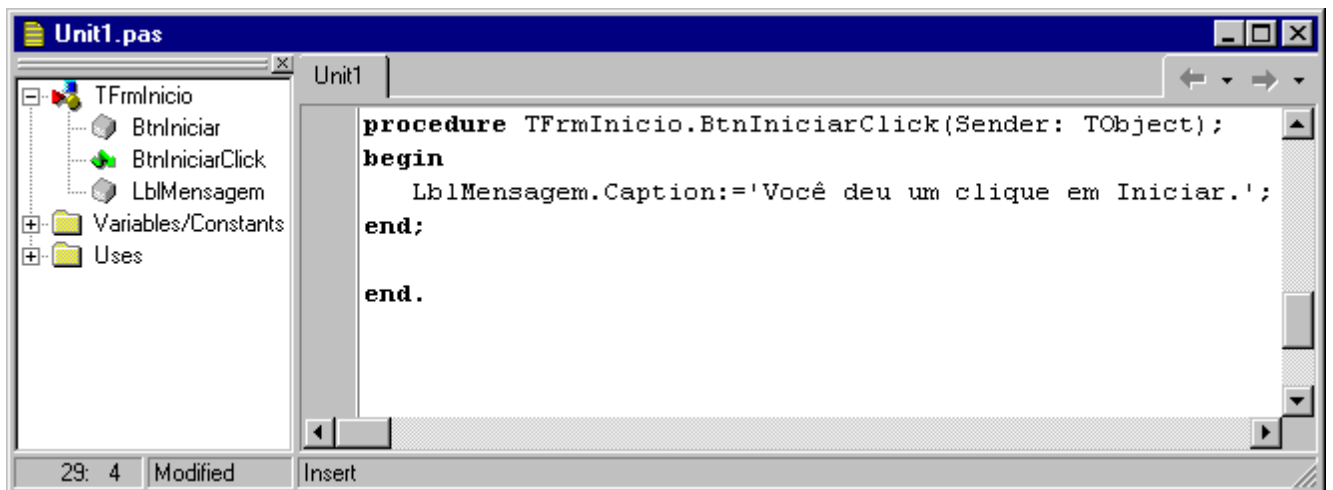 Unit1.pas
TFrmInicio
BtnIniciar
BtnIniciarClick
LblMensagem
Variables/Constants
Uses
Unit1
procedure TFrmInicio.BtnIniciarClick(Sender: TObject);
begin
LblMensagem.Caption:='Você deu um clique em Iniciar.';
end;
end.
29: 4 Modified Insert